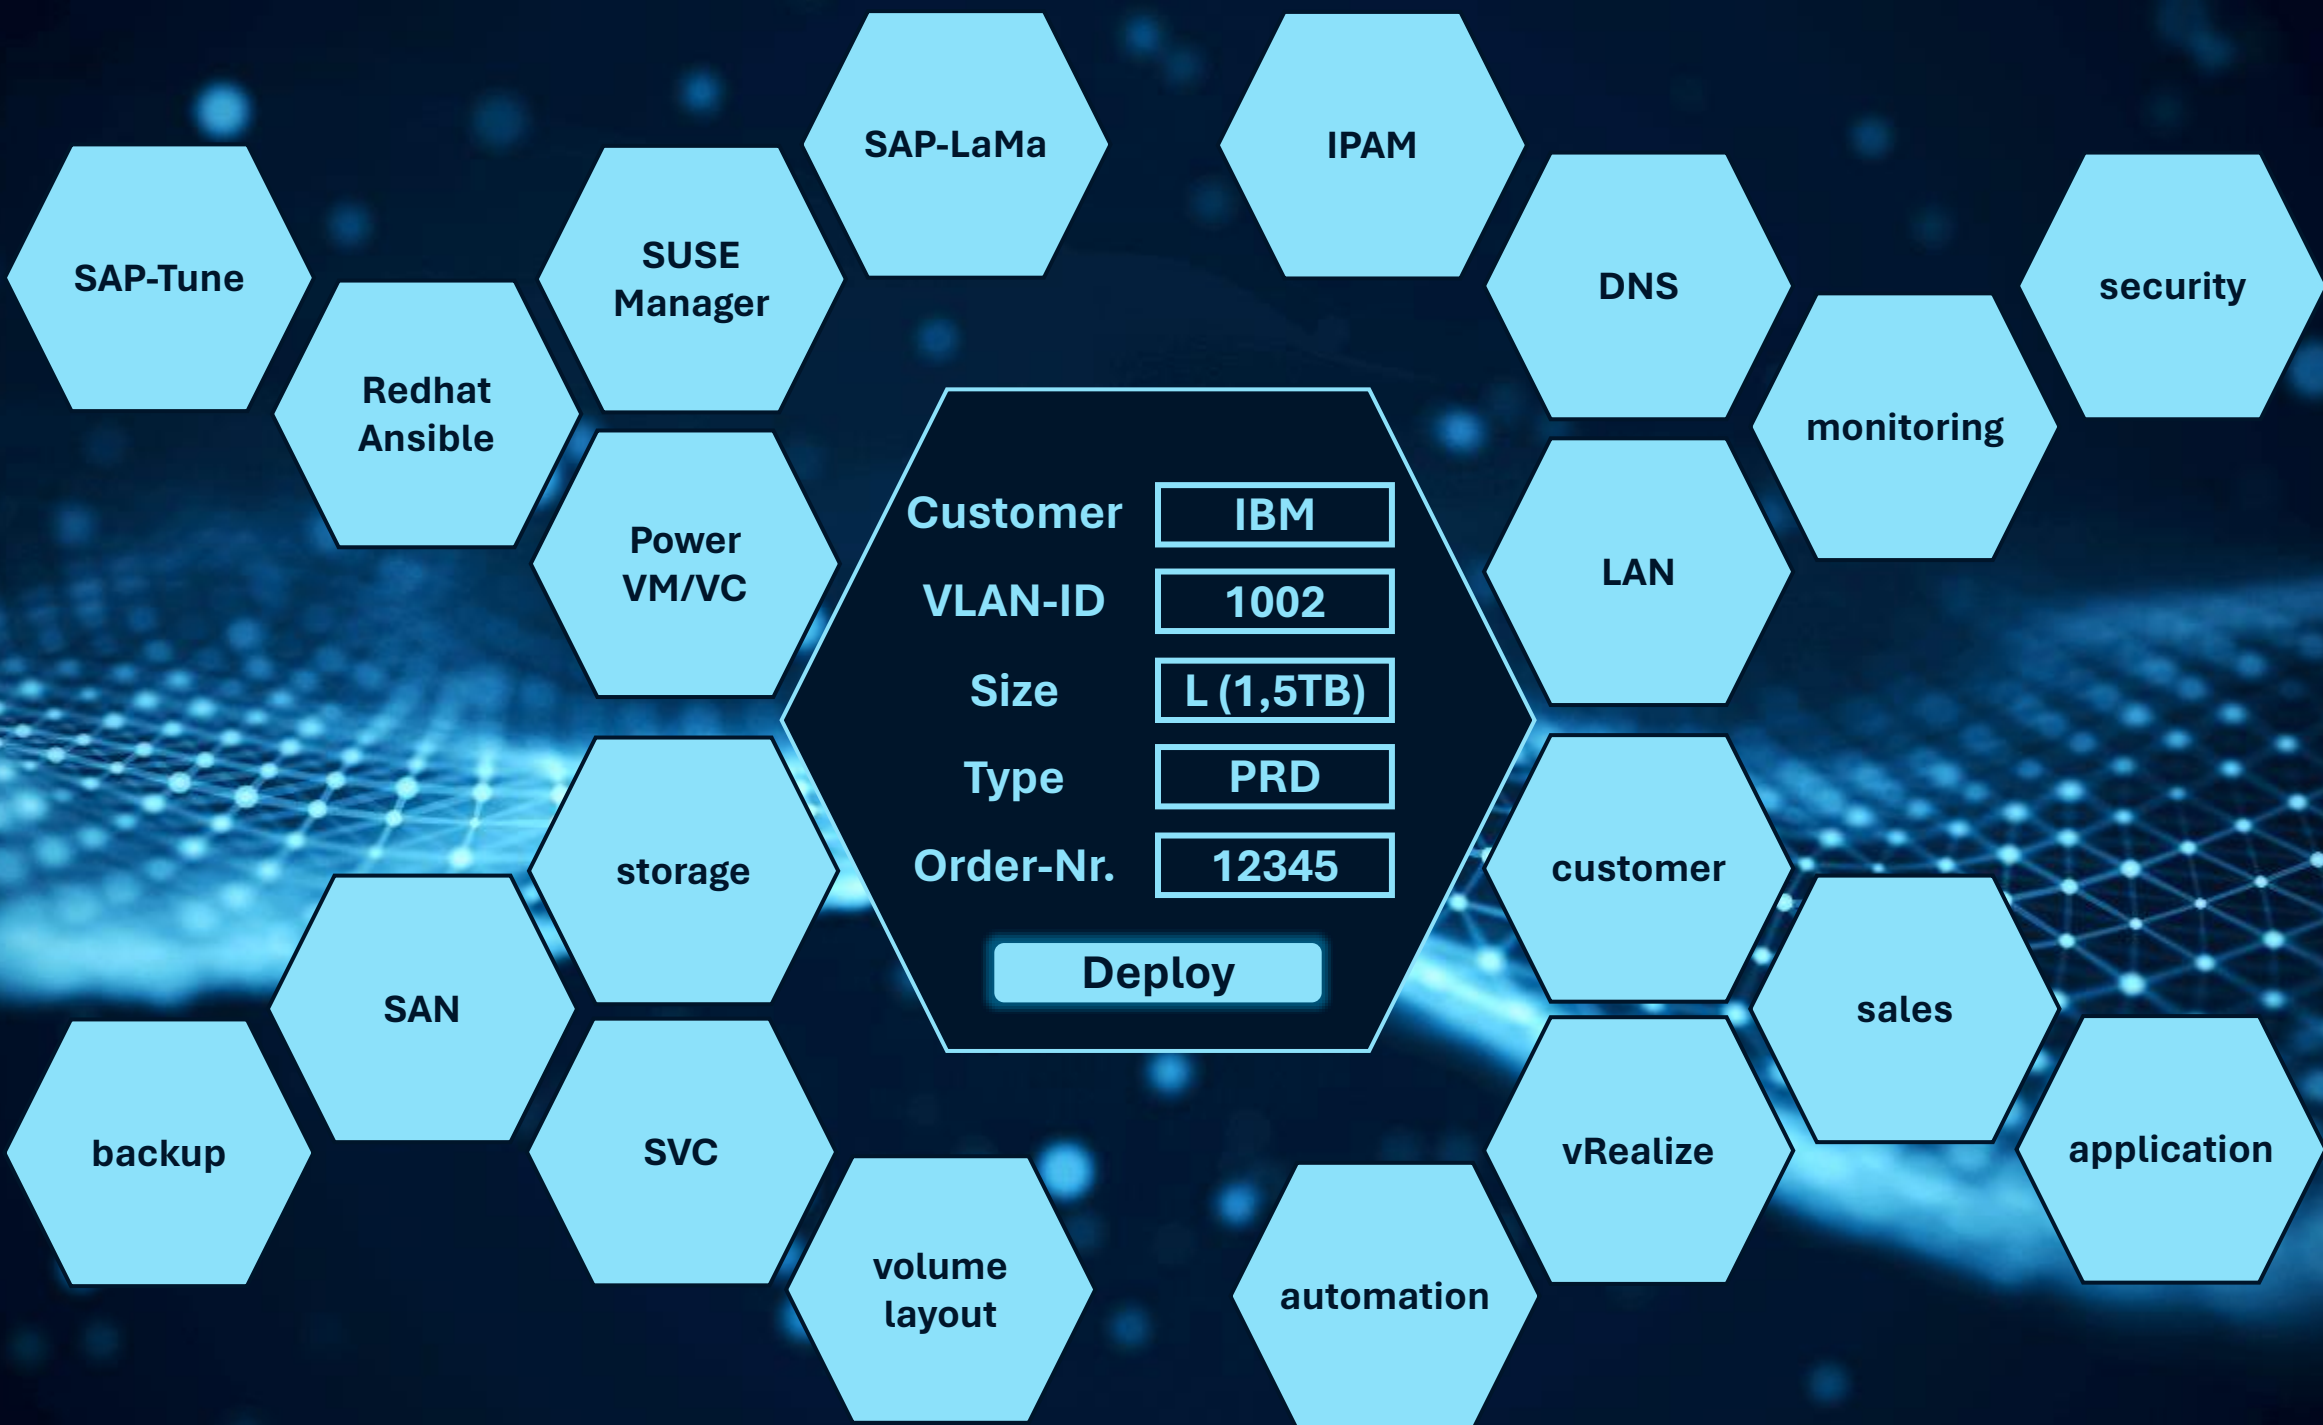 SAP-LaMa
IPAM
SAP-Tune
SUSE
Manager
DNS
security
Redhat
Ansible
monitoring
Power
VM/VC
LAN
Customer IBM
VLAN-ID 1002
Size L (1,5TB)
Type PRD
Order-Nr. 12345
Deploy
storage
customer
SAN
sales
backup
SVC
vRealize
application
volume
layout
automation